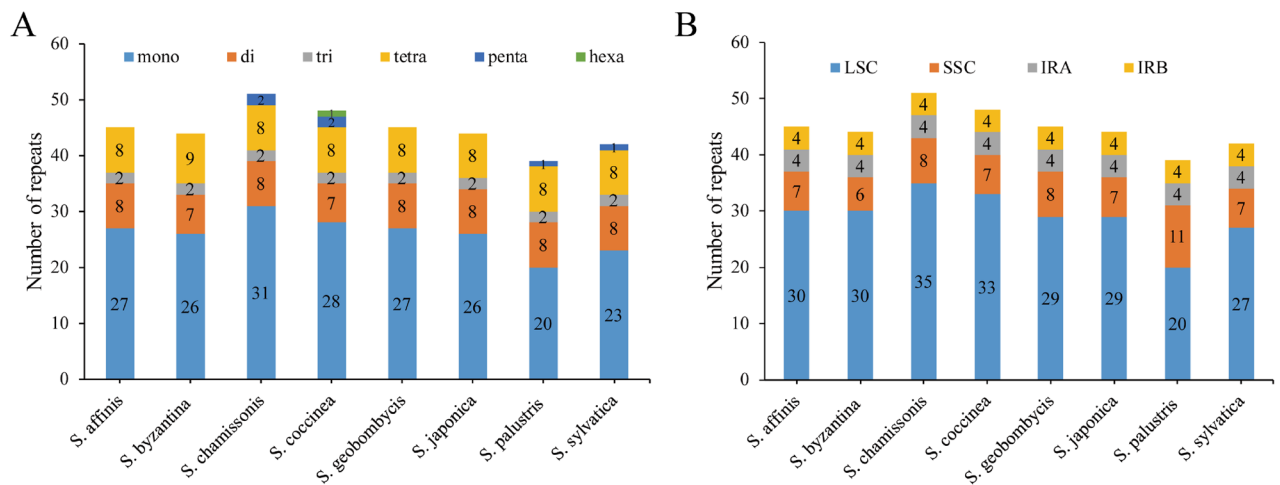 A
60
50
40
30
20
10
0
Number of repeats
mono di tri tetra penta hexa
8 2 8 27
9 2 7 26
2 8 2 8 31
1 2 8 2 7 28
8 2 8 27
8 2 8 26
1 8 2 8 20
1 8 2 8 23
S. affinis
S. byzantina
S. chamissonis
S. coccinea
S. geobombycis
S. japonica
S. palustris
S. sylvatica
B
60
50
40
30
20
10
0
Number of repeats
LSC SSC IRA IRB
4 4 7 30
4 4 6 30
4 4 8 35
4 4 7 33
4 4 8 29
4 4 7 29
4 4 11 20
4 4 7 27
S. affinis
S. byzantina
S. chamissonis
S. coccinea
S. geobombycis
S. japonica
S. palustris
S. sylvatica